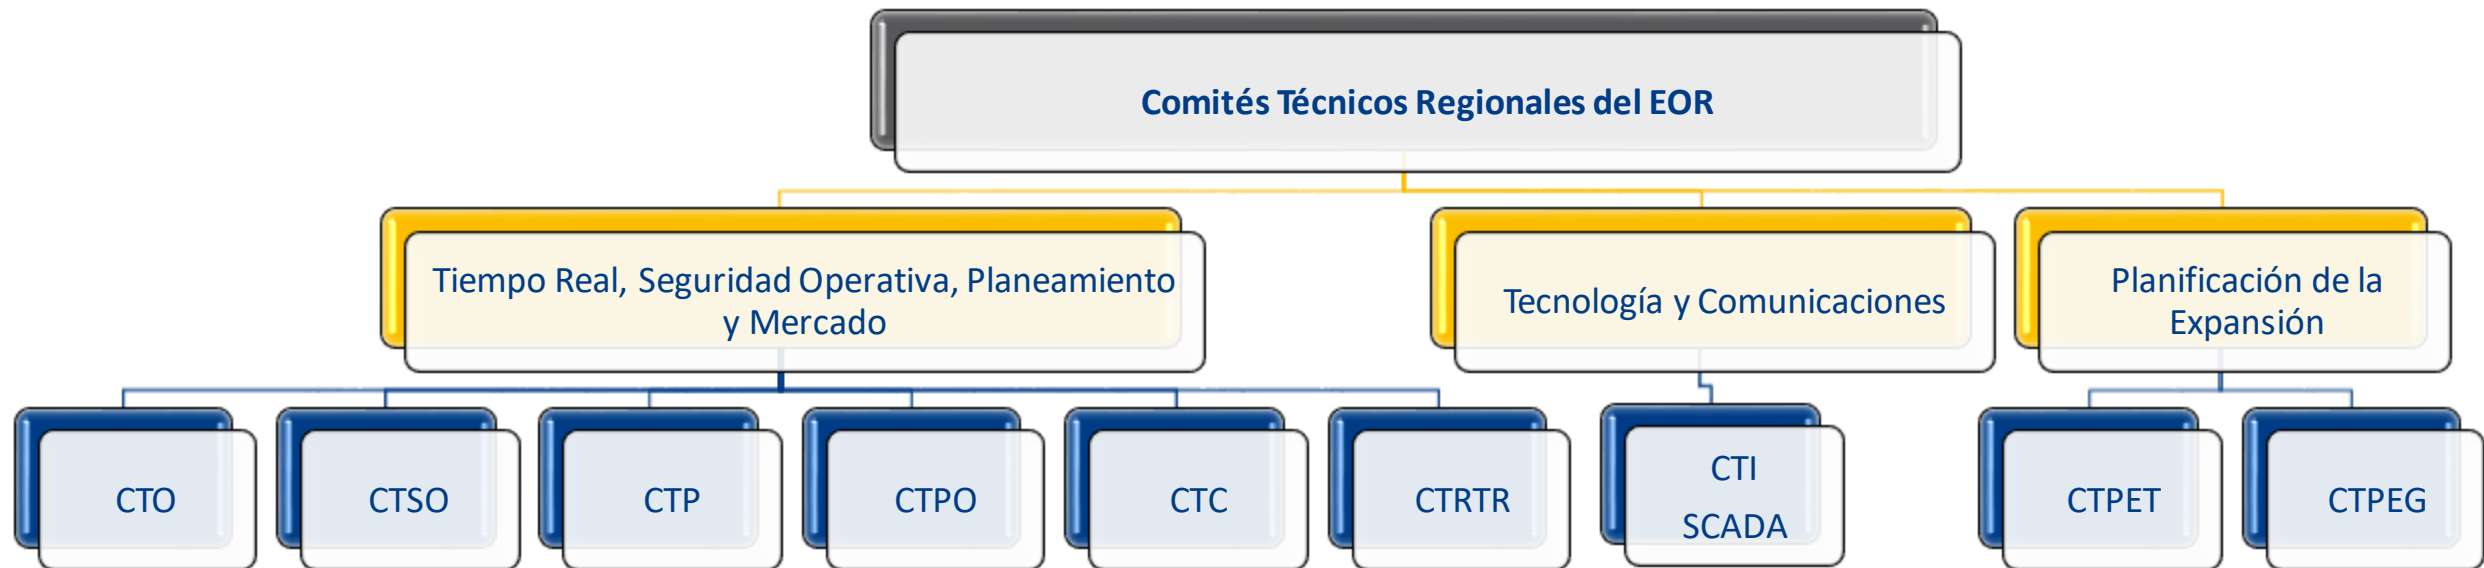 Comités Técnicos Regionales del EOR
Tiempo Real, Seguridad Operativa, Planeamiento
y Mercado
Tecnología y Comunicaciones
Planificación de la
Expansión
CTO
CTSO
CTP
CTPO
CTC
CTRTR
CTI
SCADA
CTPET
CTPEG